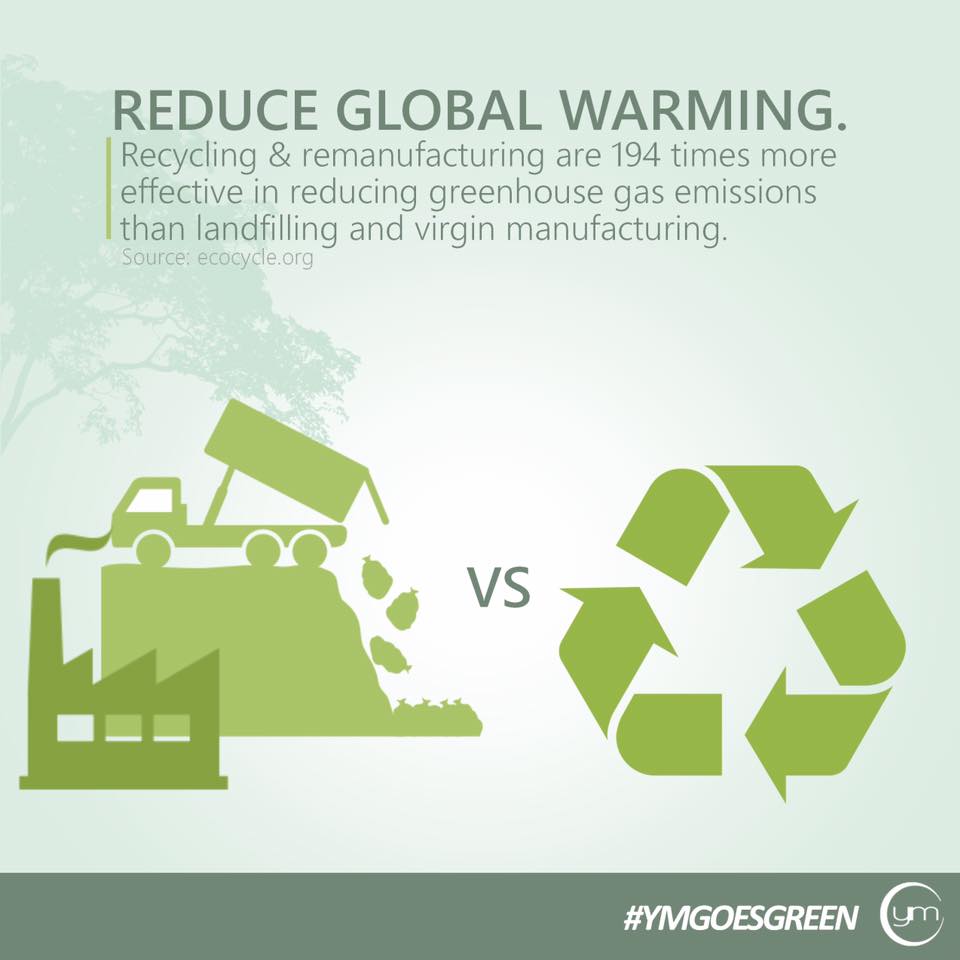 REDUCE GLOBAL WARMING.
Recycling & remanufacturing are 194 times more
effective in reducing greenhouse gas emissions
than landfilling and virgin manufacturing.
Source: ecocycle.org
VS
#YMGOESGREEN
ym